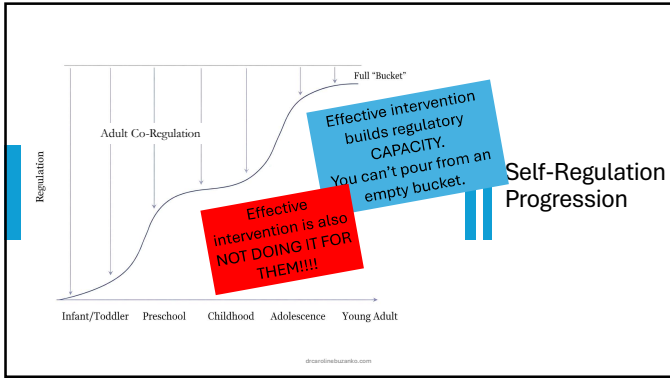 Full "Bucket"
Adult Co-Regulation
Regulation
Effective intervention
builds regulatory
CAPACITY.
You can't pour from an
empty bucket.
Effective
intervention is also
NOT DOING IT FOR
THEM!!!!
Self-Regulation
Progression
Infant/Toddler Preschool Childhood Adolescence Young Adult
drcarolinebuzanko.com